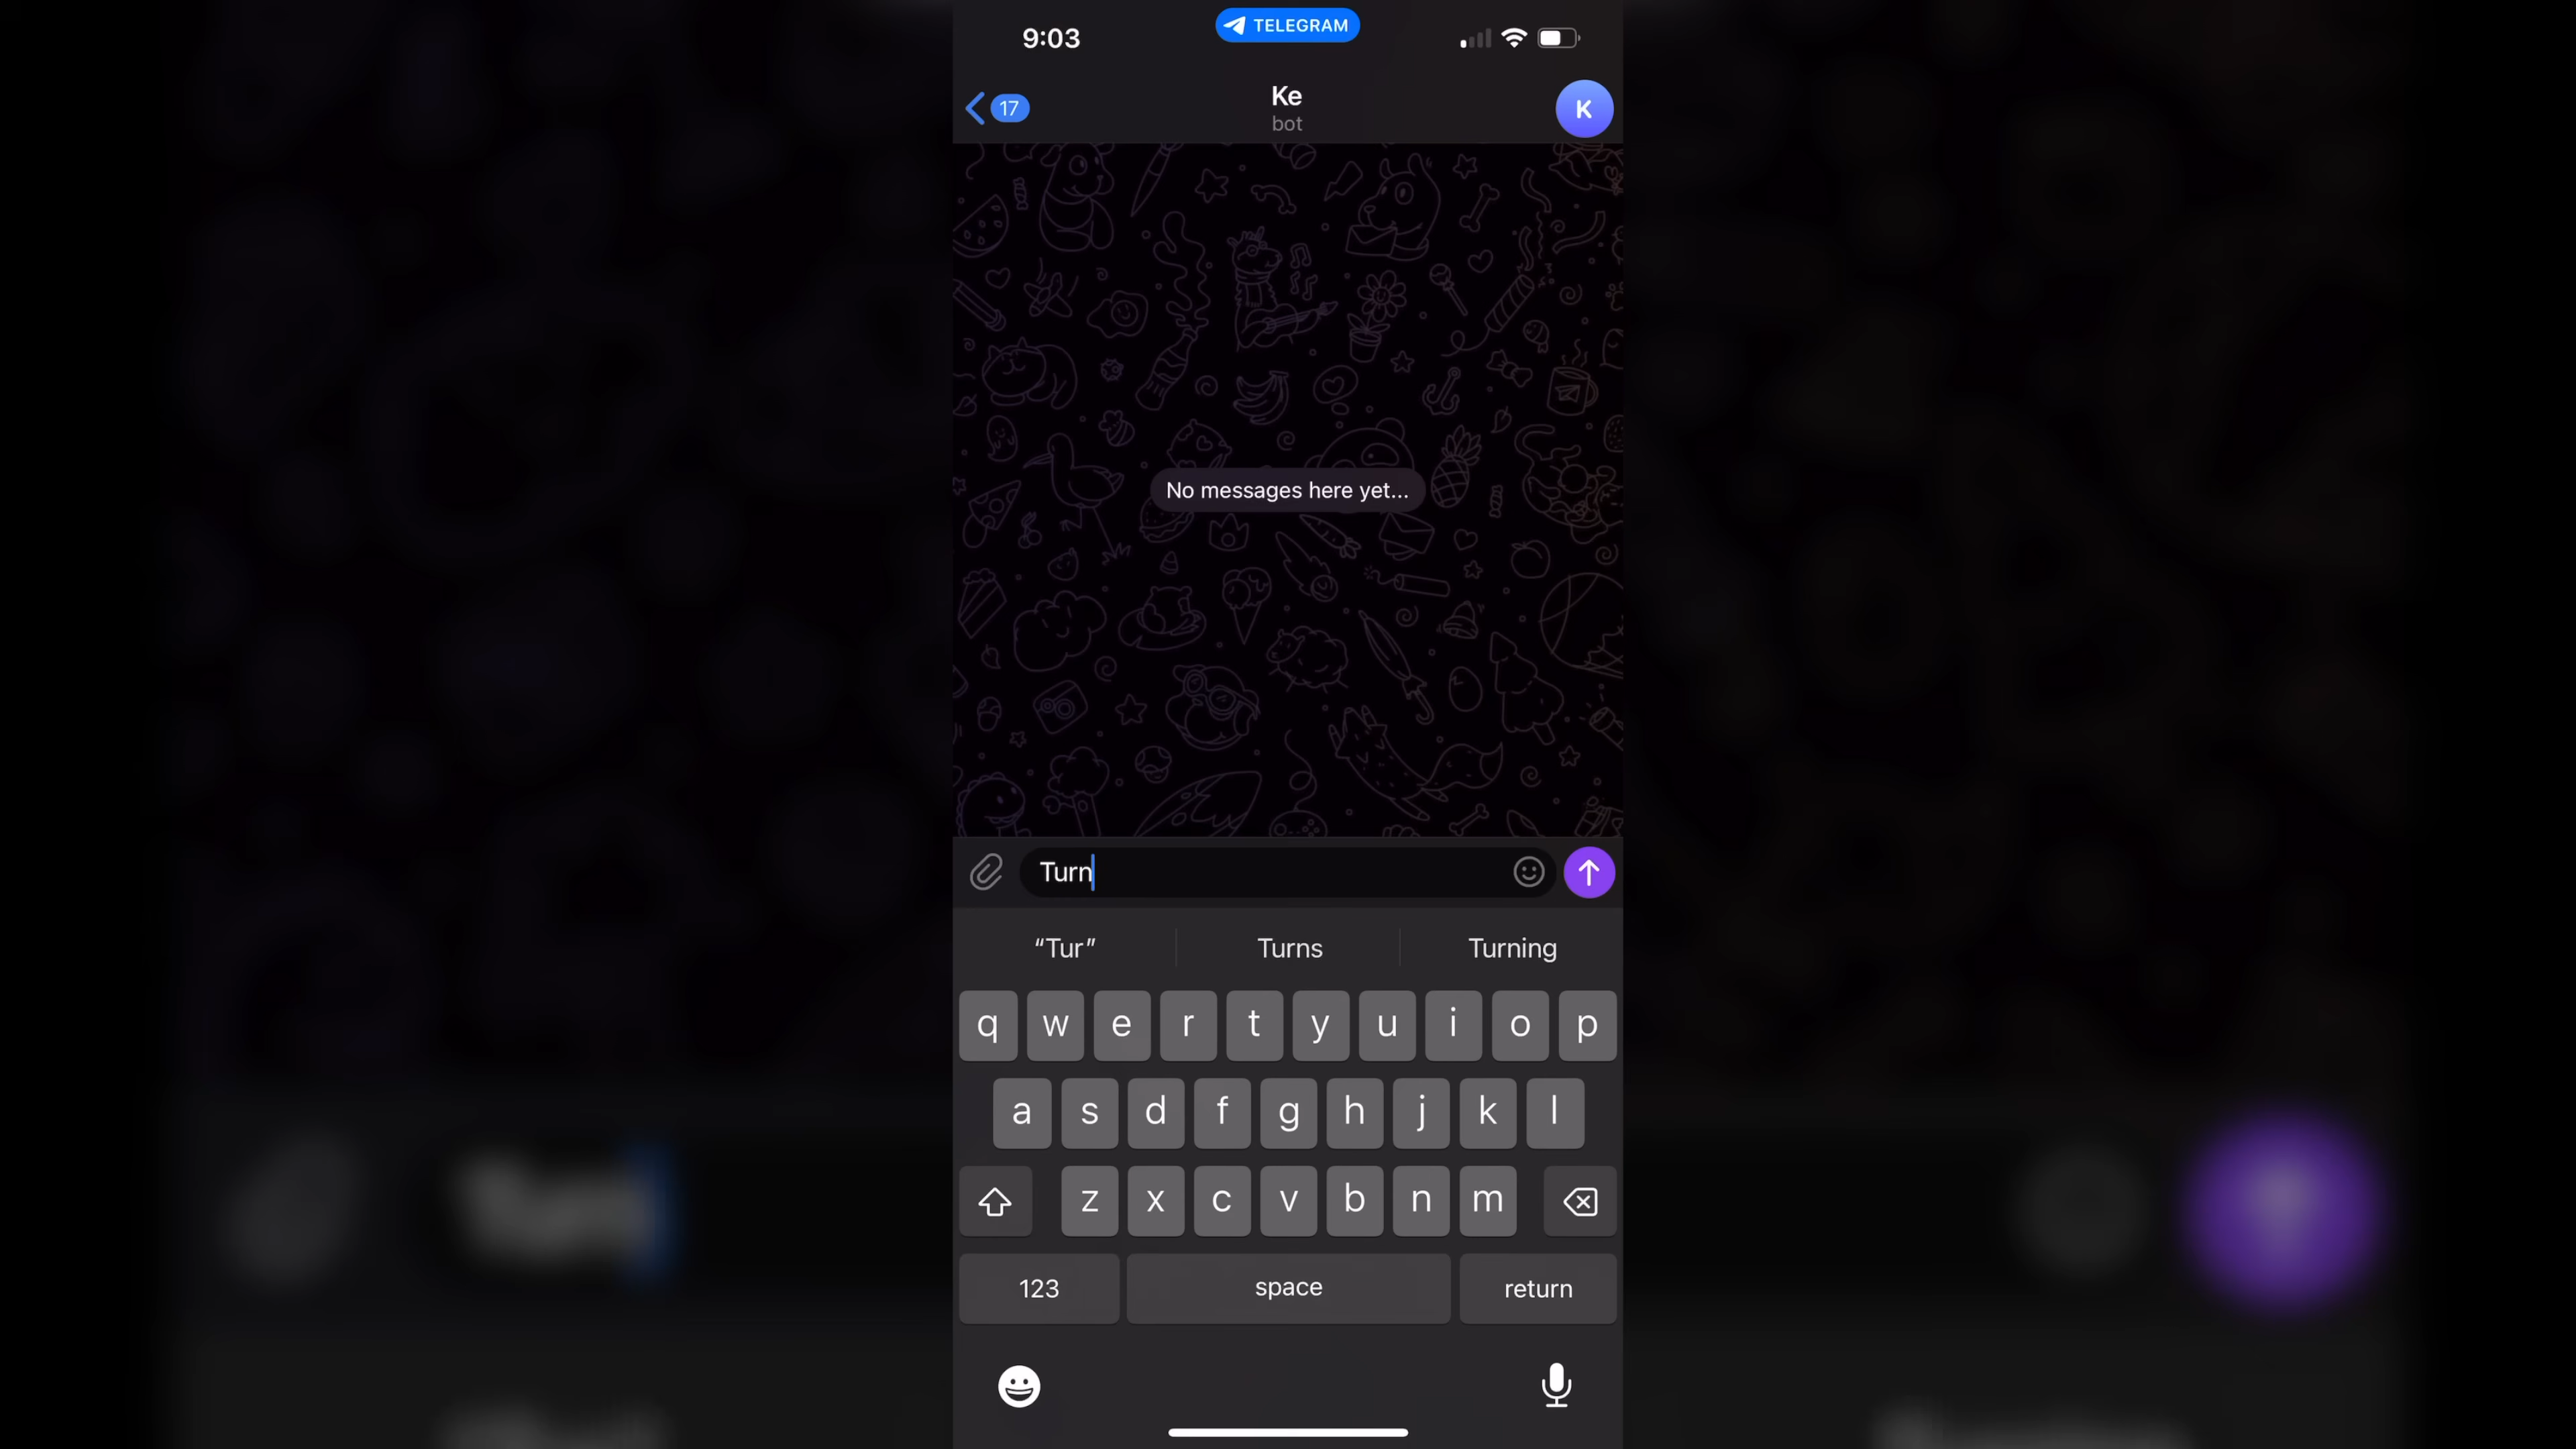 9:03
TELEGRAM
17
Ke
K
bot
No messages here yet...
Turn
“Tur” Turns Turning
q w e r t y u i o p
a s d f g h j k l
z x c v b n m
123 space return